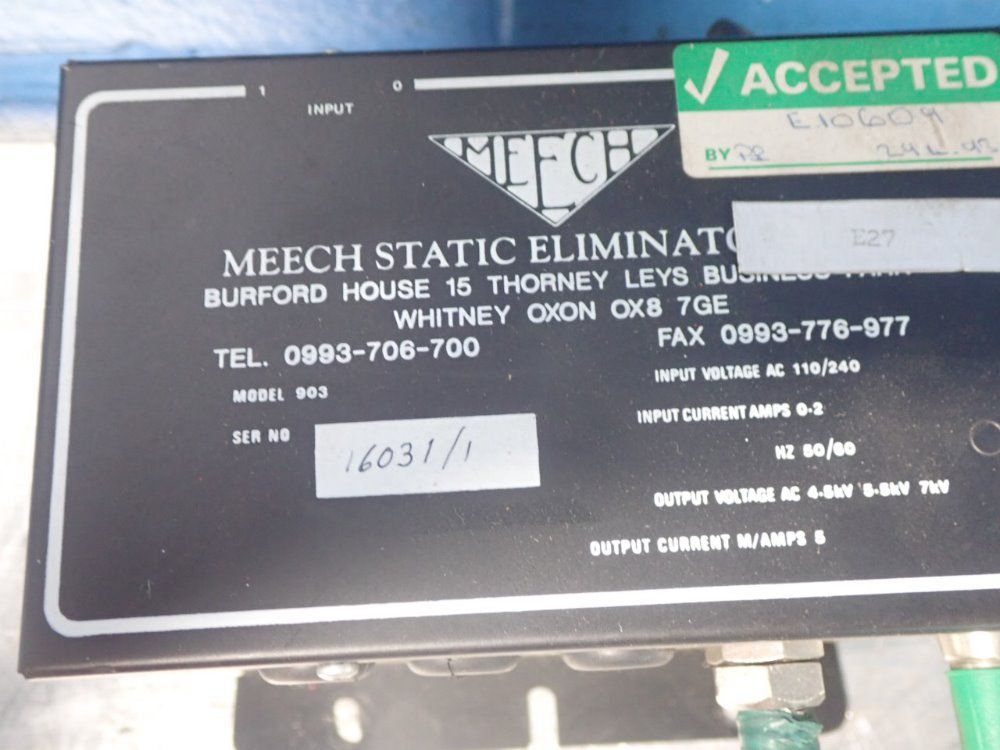 1 0
INPUT
✓ ACCEPTED
E10609
BY
MEECH
E27
MEECH STATIC ELIMINATO
BURFORD HOUSE 15 THORNEY LEYS BUSINESS PARK
WHITNEY OXON OX8 7GE
TEL. 0993-706-700
FAX 0993-776-977
MODEL 903
INPUT VOLTAGE AC 110/240
SER NO
16031/1
INPUT CURRENT AMPS 0·2
HZ 50/60
OUTPUT VOLTAGE AC 4·5kV 5·5kV 7kV
OUTPUT CURRENT M/AMPS 5